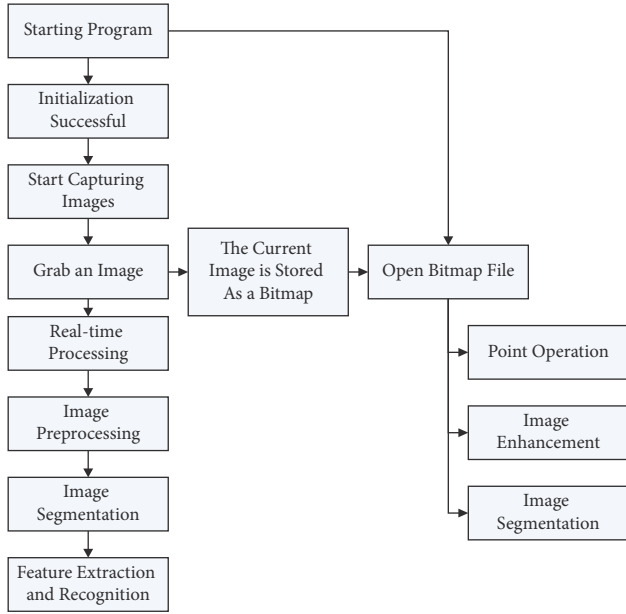 Starting Program
Initialization
Successful
Start Capturing
Images
Grab an Image
The Current
Image is Stored
As a Bitmap
Open Bitmap File
Real-time
Processing
Point Operation
Image
Preprocessing
Image
Enhancement
Image
Segmentation
Image
Segmentation
Feature Extraction
and Recognition